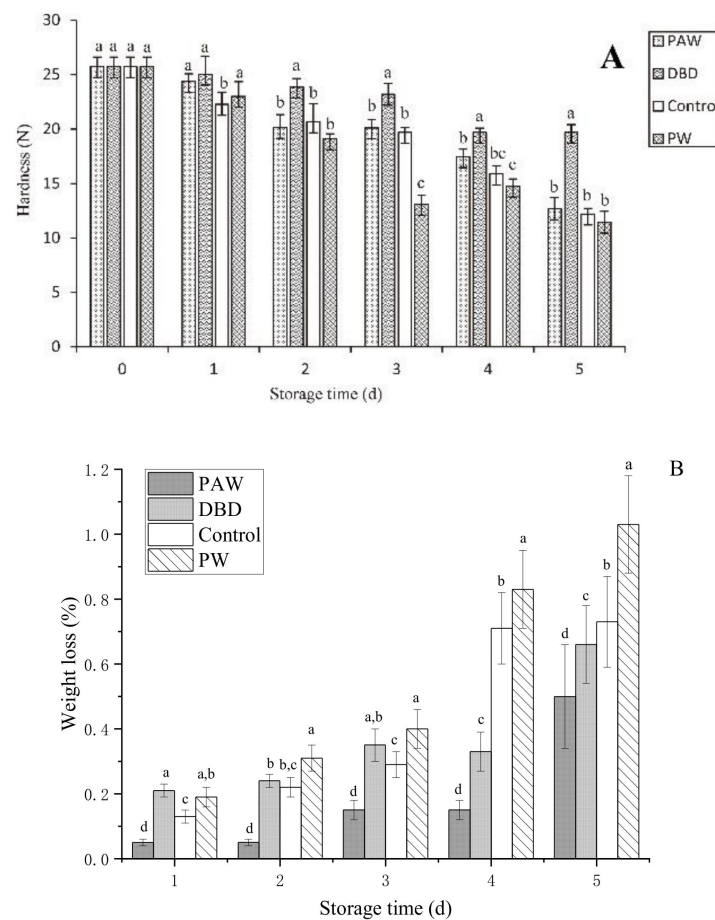 30
25
20
15
10
5
0
Hardness (N)
a a a a
a a b a
b a b b
b a b c
b a bc c
b a b b
A
PAW
DBD
Control
PW
0 1 2 3 4 5
Storage time (d)
B
1.2
1.0
0.8
0.6
0.4
0.2
0.0
Weight loss (%)
PAW
DBD
Control
PW
d a c a,b
d b b,c a
d a,b c a
d c b a
d c b a
1 2 3 4 5
Storage time (d)